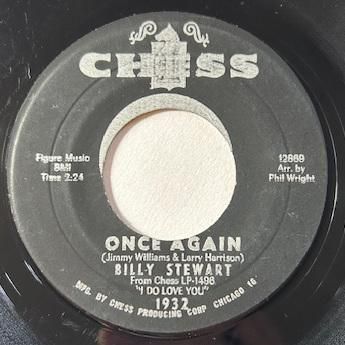 CHESS
Figure Music
BMI
Time 2:24
12869
Arr. by
Phil Wright
ONCE AGAIN
(Jimmy Williams & Larry Harrison)
BILLY STEWART
From Chess LP-1496
"I DO LOVE YOU"
1932
MFG. BY CHESS PRODUCING CORP CHICAGO 16